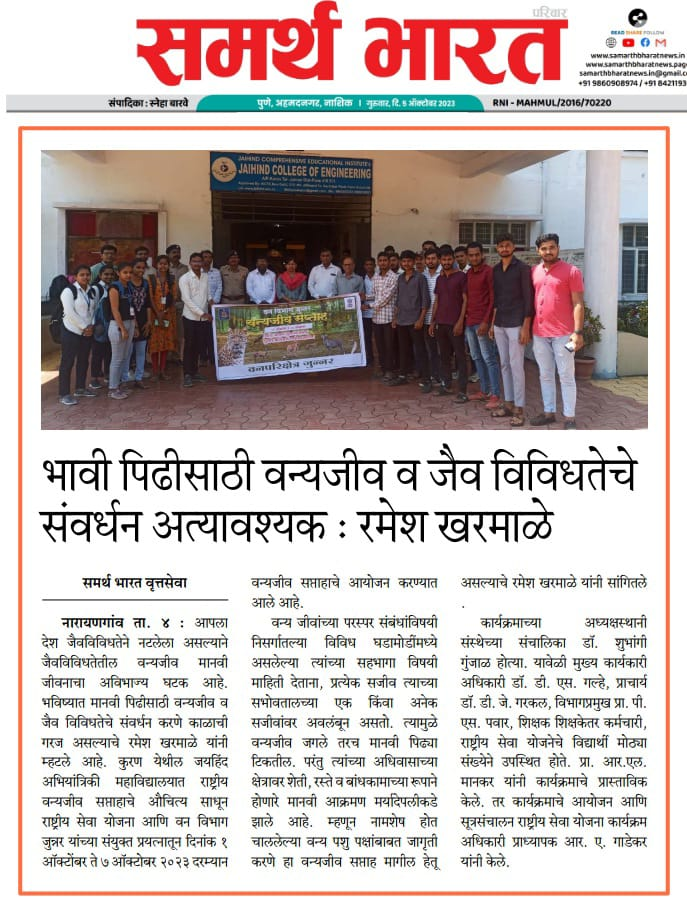 परिवार
समर्थ भारत
READ SHARE FOLLOW
www.samarthbharatnews.com
www.samarthbharatnews.page
samarthbharatnews.in@gmail.c
+91 9860908974 / +91 8421193
संपादिका : स्नेहा बारवे
पुणे, अहमदनगर, नाशिक । गुरुवार, दि. ५ ऑक्टोबर 2023
RNI - MAHMUL/2016/70220
JAIHIND COMPREHENSIVE EDUCATIONAL INSTITUTE's
JAIHIND COLLEGE OF ENGINEERING
वन विभाग जुन्नर
वन्यजीव सप्ताह
वनपरिक्षेत्र जुन्नर
भावी पिढीसाठी वन्यजीव व जैव विविधतेचे
संवर्धन अत्यावश्यक : रमेश खरमाळे
समर्थ भारत वृत्तसेवा
नारायणगांव ता. ४ : आपला
देश जैवविविधतेने नटलेला असल्याने
जैवविविधतेतील वन्यजीव मानवी
जीवनाचा अविभाज्य घटक आहे.
भविष्यात मानवी पिढीसाठी वन्यजीव व
जैव विविधतेचे संवर्धन करणे काळाची
गरज असल्याचे रमेश खरमाळे यांनी
म्हटले आहे. कुरण येथील जयहिंद
अभियांत्रिकी महाविद्यालयात राष्ट्रीय
वन्यजीव सप्ताहाचे औचित्य साधून
राष्ट्रीय सेवा योजना आणि वन विभाग
जुन्नर यांच्या संयुक्त प्रयत्नातून दिनांक १
ऑक्टोंबर ते ७ ऑक्टोबर २०२३ दरम्यान
वन्यजीव सप्ताहाचे आयोजन करण्यात
आले आहे.
वन्य जीवांच्या परस्पर संबंधांविषयी
निसर्गातल्या विविध घडामोडींमध्ये
असलेल्या त्यांच्या सहभागा विषयी
माहिती देताना, प्रत्येक सजीव त्याच्या
सभोवतालच्या एक किंवा अनेक
सजीवांवर अवलंबून असतो. त्यामुळे
वन्यजीव जगले तरच मानवी पिढ्या
टिकतील. परंतु त्यांच्या अधिवासाच्या
क्षेत्रावर शेती, रस्ते व बांधकामाच्या रूपाने
होणारे मानवी आक्रमण मर्यादेपलीकडे
झाले आहे. म्हणून नामशेष होत
चाललेल्या वन्य पशु पक्षांबाबत जागृती
करणे हा वन्यजीव सप्ताह मागील हेतू
असल्याचे रमेश खरमाळे यांनी सांगितले
.
कार्यक्रमाच्या अध्यक्षस्थानी
संस्थेच्या संचालिका डॉ. शुभांगी
गुंजाळ होत्या. यावेळी मुख्य कार्यकारी
अधिकारी डॉ. डी. एस. गल्हे, प्राचार्य
डॉ. डी. जे. गरकल, विभागप्रमुख प्रा. पी.
एस. पवार, शिक्षक शिक्षकेतर कर्मचारी,
राष्ट्रीय सेवा योजनेचे विद्यार्थी मोठ्या
संख्येने उपस्थित होते. प्रा. आर.एल.
मानकर यांनी कार्यक्रमाचे प्रास्ताविक
केले. तर कार्यक्रमाचे आयोजन आणि
सूत्रसंचालन राष्ट्रीय सेवा योजना कार्यक्रम
अधिकारी प्राध्यापक आर. ए. गाडेकर
यांनी केले.